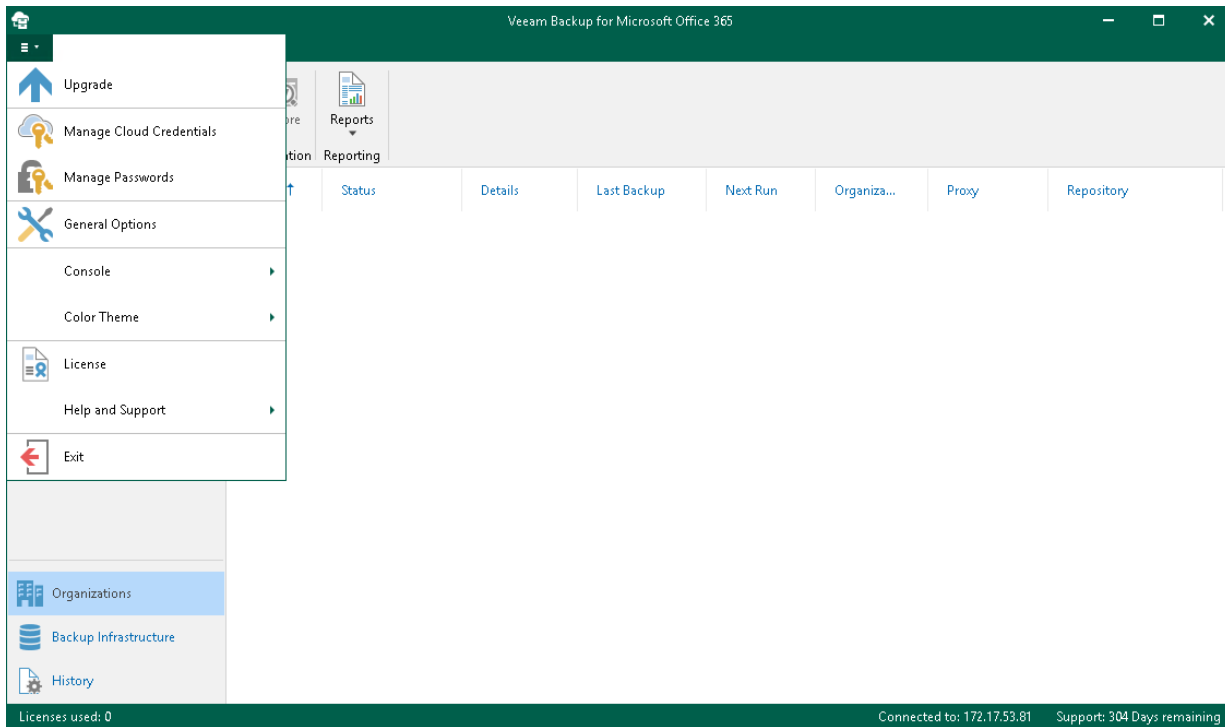 Veeam Backup for Microsoft Office 365
Upgrade
Manage Cloud Credentials
Manage Passwords
General Options
Console
Color Theme
License
Help and Support
Exit
Reports
Reporting
Status Details Last Backup Next Run Organiza... Proxy Repository
Organizations
Backup Infrastructure
History
Licenses used: 0 Connected to: 172.17.53.81 Support: 304 Days remaining